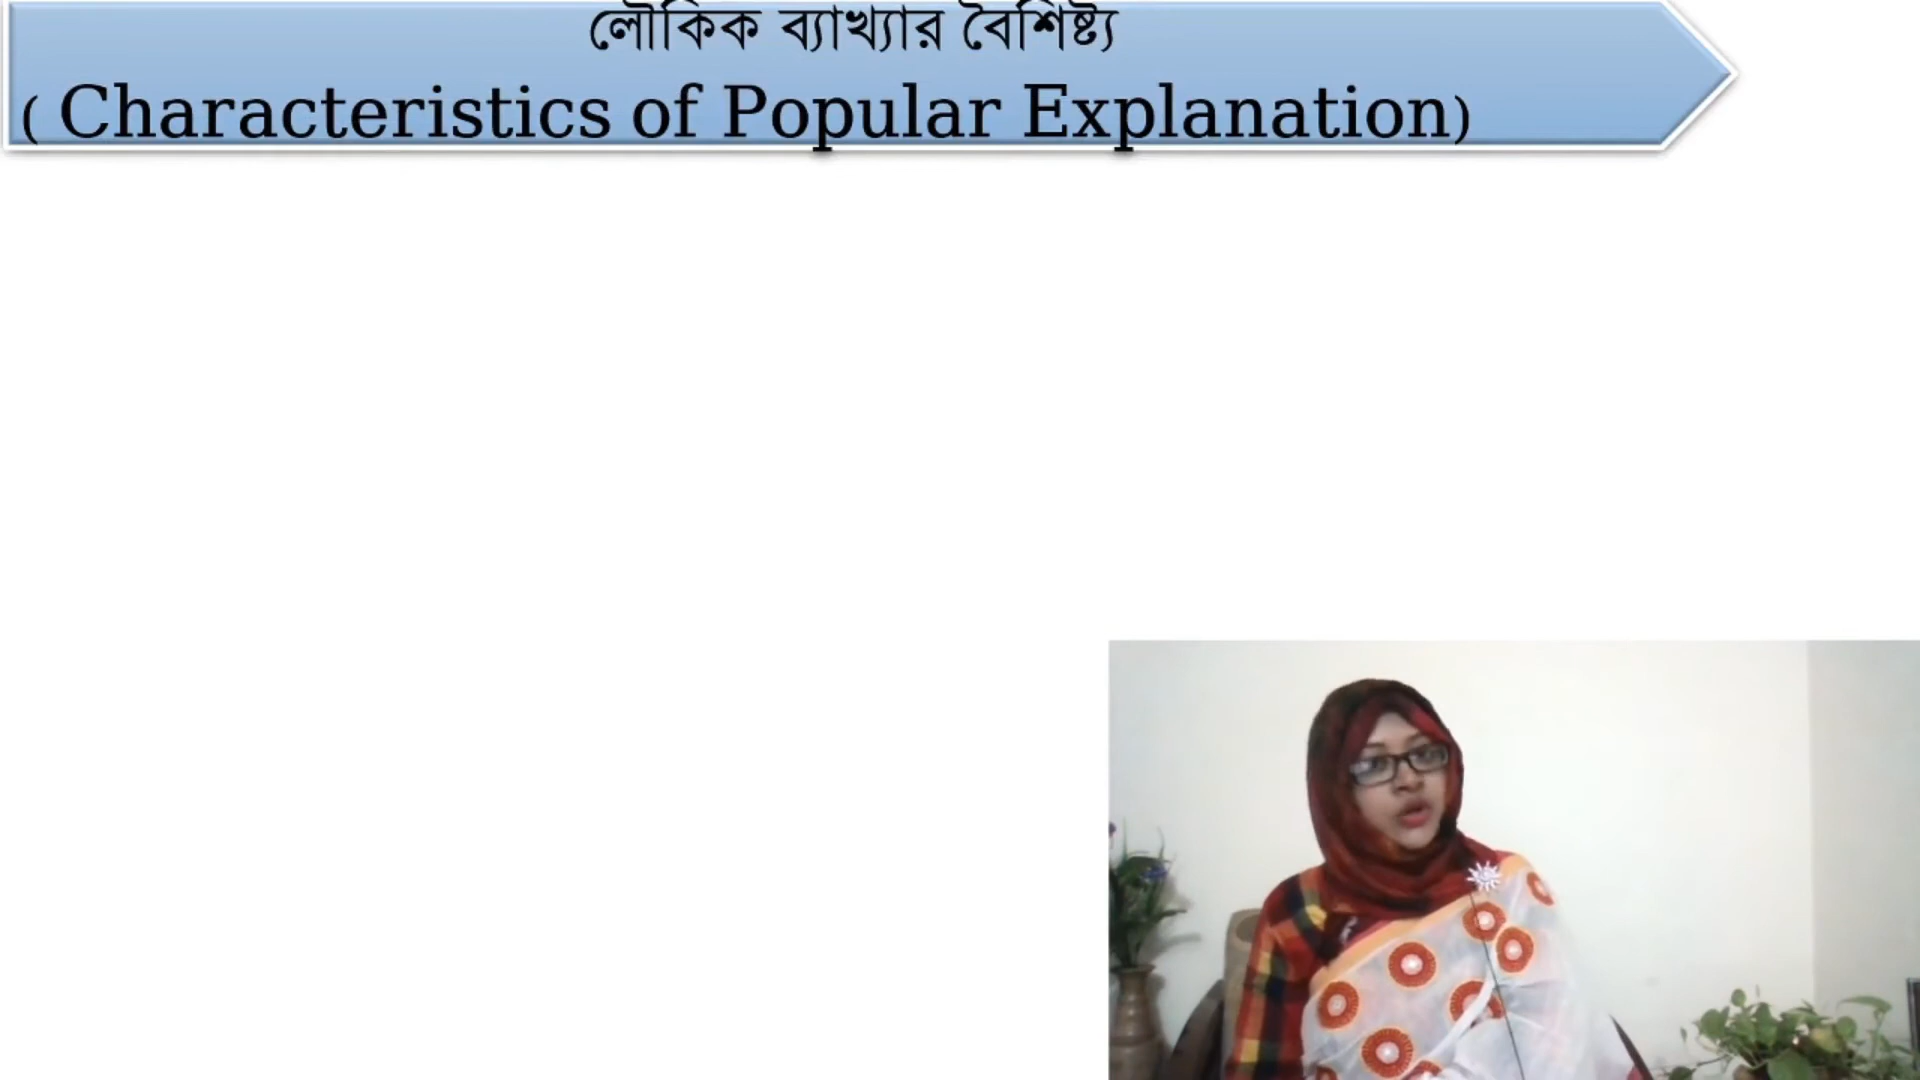 লৌকিক ব্যাখ্যার বৈশিষ্ট্য
( Characteristics of Popular Explanation)